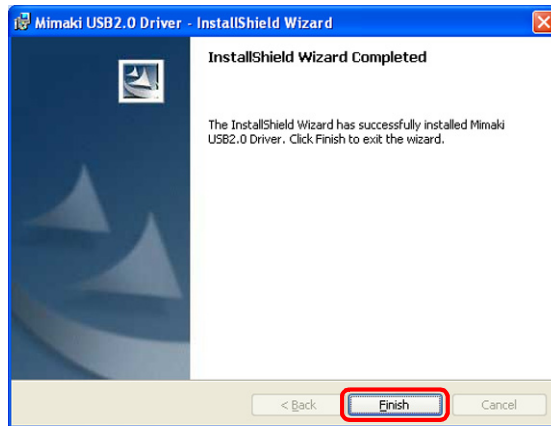 Mimaki USB2.0 Driver - InstallShield Wizard
InstallShield Wizard Completed
The InstallShield Wizard has successfully installed Mimaki
USB2.0 Driver. Click Finish to exit the wizard.
< Back Finish Cancel